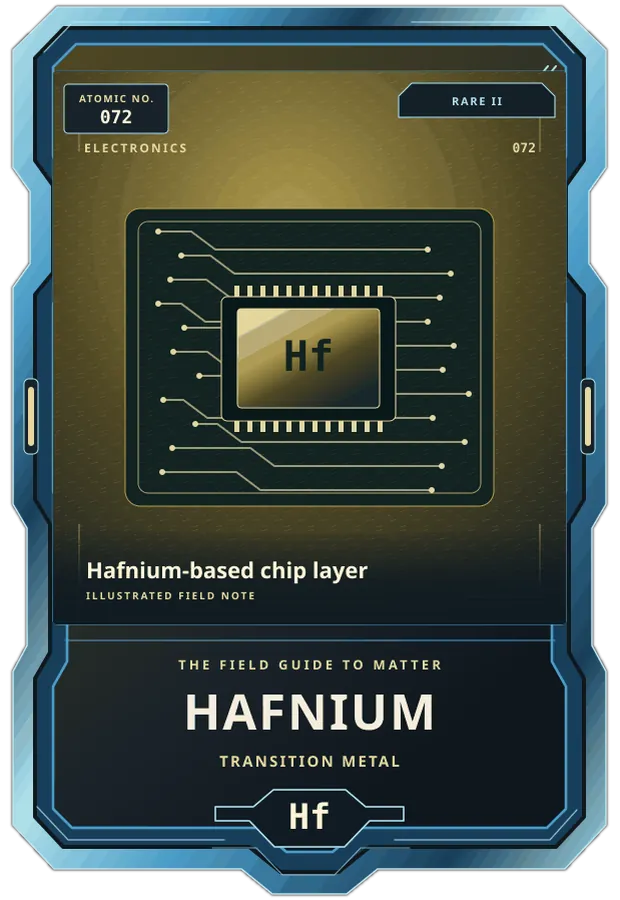 ATOMIC NO.
072
RARE II
ELECTRONICS
072
Hf
Hafnium-based chip layer
ILLUSTRATED FIELD NOTE
THE FIELD GUIDE TO MATTER
HAFNIUM
TRANSITION METAL
Hf